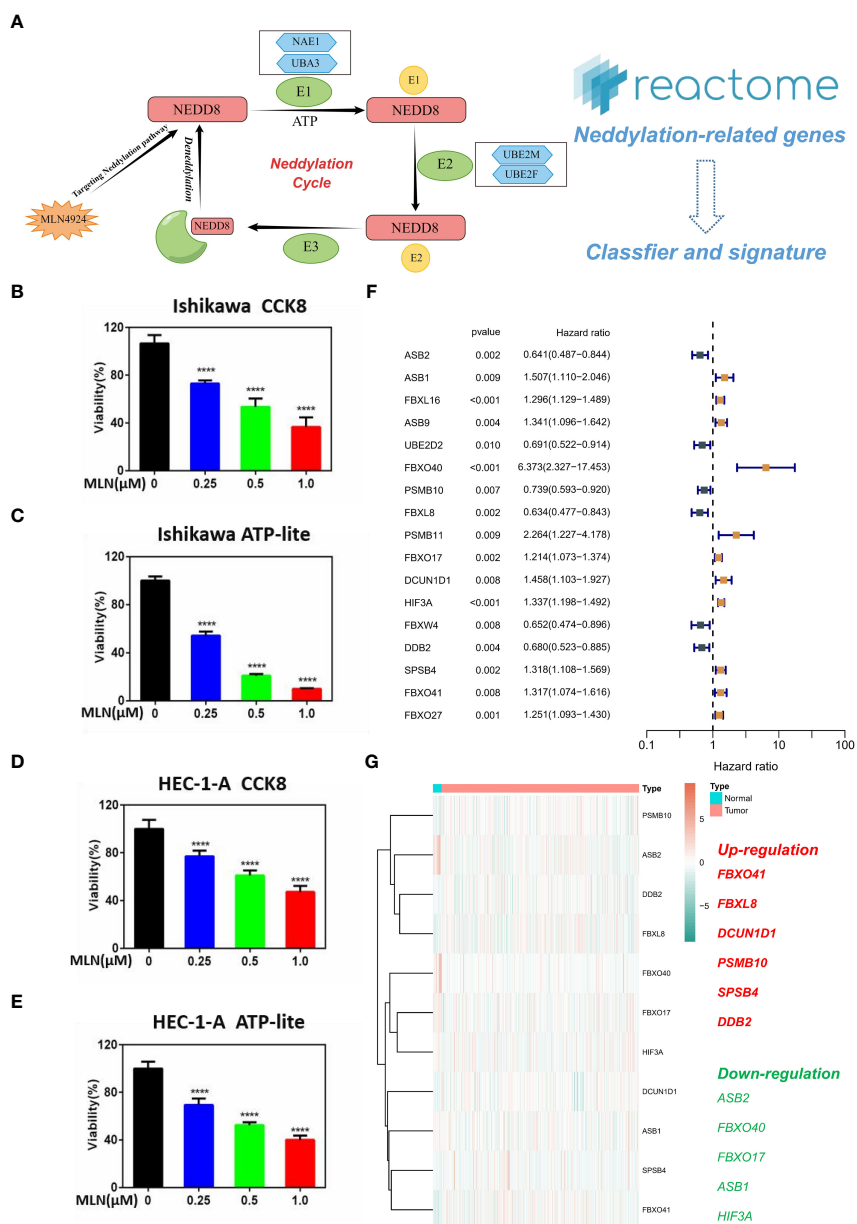 A
NAE1
UBA3
E1
E1
NEDD8
ATP
NEDD8
reactome
Neddylation-related genes
Targeting Neddylation pathway
Deneddylation
Neddylation
Cycle
E2
UBE2M
UBE2F
MLN4924
NEDD8
E3
NEDD8
E2
Classfier and signature
B
Ishikawa CCK8
Viability(%)
120
80
40
0
****
****
****
MLN(μM)
0
0.25
0.5
1.0
C
Ishikawa ATP-lite
Viability(%)
120
80
40
0
****
****
****
MLN(μM)
0
0.25
0.5
1.0
D
HEC-1-A CCK8
Viability(%)
120
80
40
0
****
****
****
MLN(μM)
0
0.25
0.5
1.0
E
HEC-1-A ATP-lite
Viability(%)
120
80
40
0
****
****
****
MLN(μM)
0
0.25
0.5
1.0
F
pvalue Hazard ratio
ASB2 0.002 0.641(0.487−0.844)
ASB1 0.009 1.507(1.110−2.046)
FBXL16 <0.001 1.296(1.129−1.489)
ASB9 0.004 1.341(1.096−1.642)
UBE2D2 0.010 0.691(0.522−0.914)
FBXO40 <0.001 6.373(2.327−17.453)
PSMB10 0.007 0.739(0.593−0.920)
FBXL8 0.002 0.634(0.477−0.843)
PSMB11 0.009 2.264(1.227−4.178)
FBXO17 0.002 1.214(1.073−1.374)
DCUN1D1 0.008 1.458(1.103−1.927)
HIF3A <0.001 1.337(1.198−1.492)
FBXW4 0.008 0.652(0.474−0.896)
DDB2 0.004 0.680(0.523−0.885)
SPSB4 0.002 1.318(1.108−1.569)
FBXO41 0.008 1.317(1.074−1.616)
FBXO27 0.001 1.251(1.093−1.430)
0.1 1 10 100
Hazard ratio
G
Type
PSMB10
ASB2
DDB2
FBXL8
FBXO40
FBXO17
HIF3A
DCUN1D1
ASB1
SPSB4
FBXO41
5
0
−5
Type
Normal
Tumor
Up-regulation
FBXO41
FBXL8
DCUN1D1
PSMB10
SPSB4
DDB2
Down-regulation
ASB2
FBXO40
FBXO17
ASB1
HIF3A